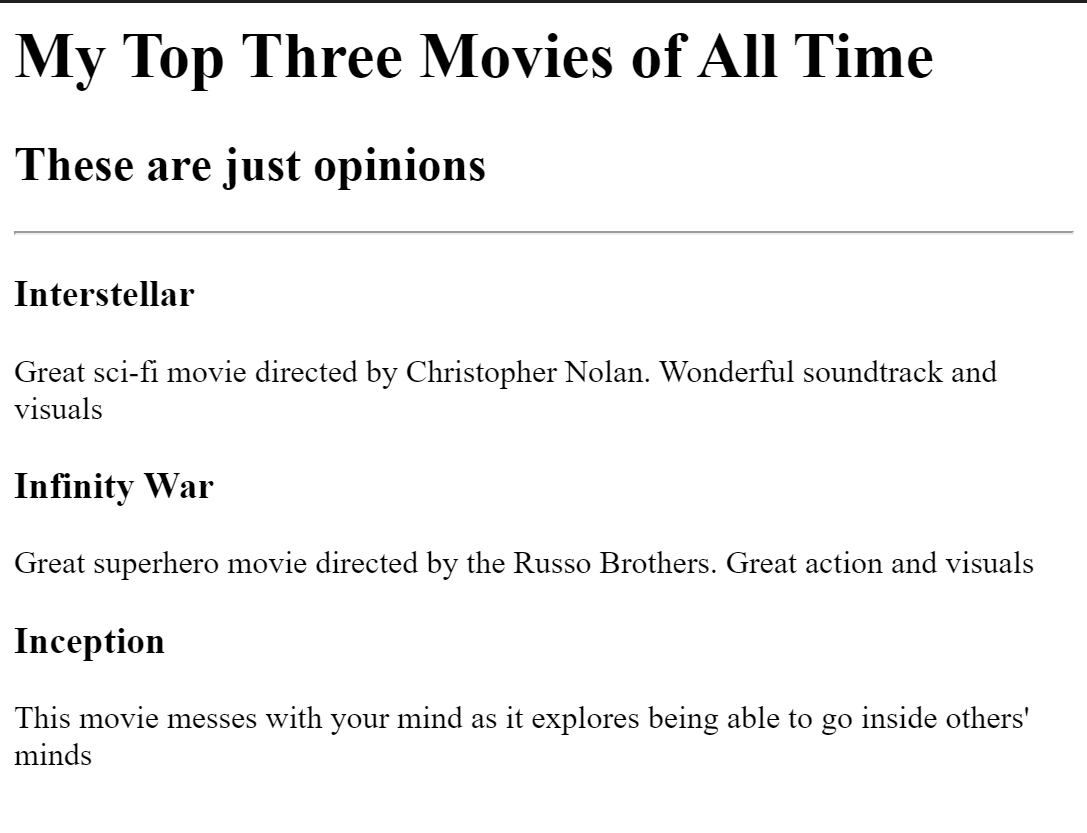 My Top Three Movies of All Time
These are just opinions
Interstellar
Great sci-fi movie directed by Christopher Nolan. Wonderful soundtrack and
visuals
Infinity War
Great superhero movie directed by the Russo Brothers. Great action and visuals
Inception
This movie messes with your mind as it explores being able to go inside others'
minds